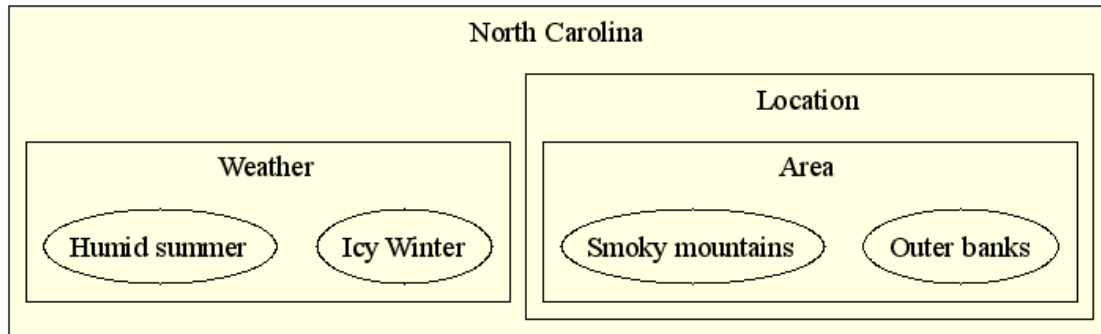 North Carolina
Location
Weather
Area
Humid summer
Icy Winter
Smoky mountains
Outer banks